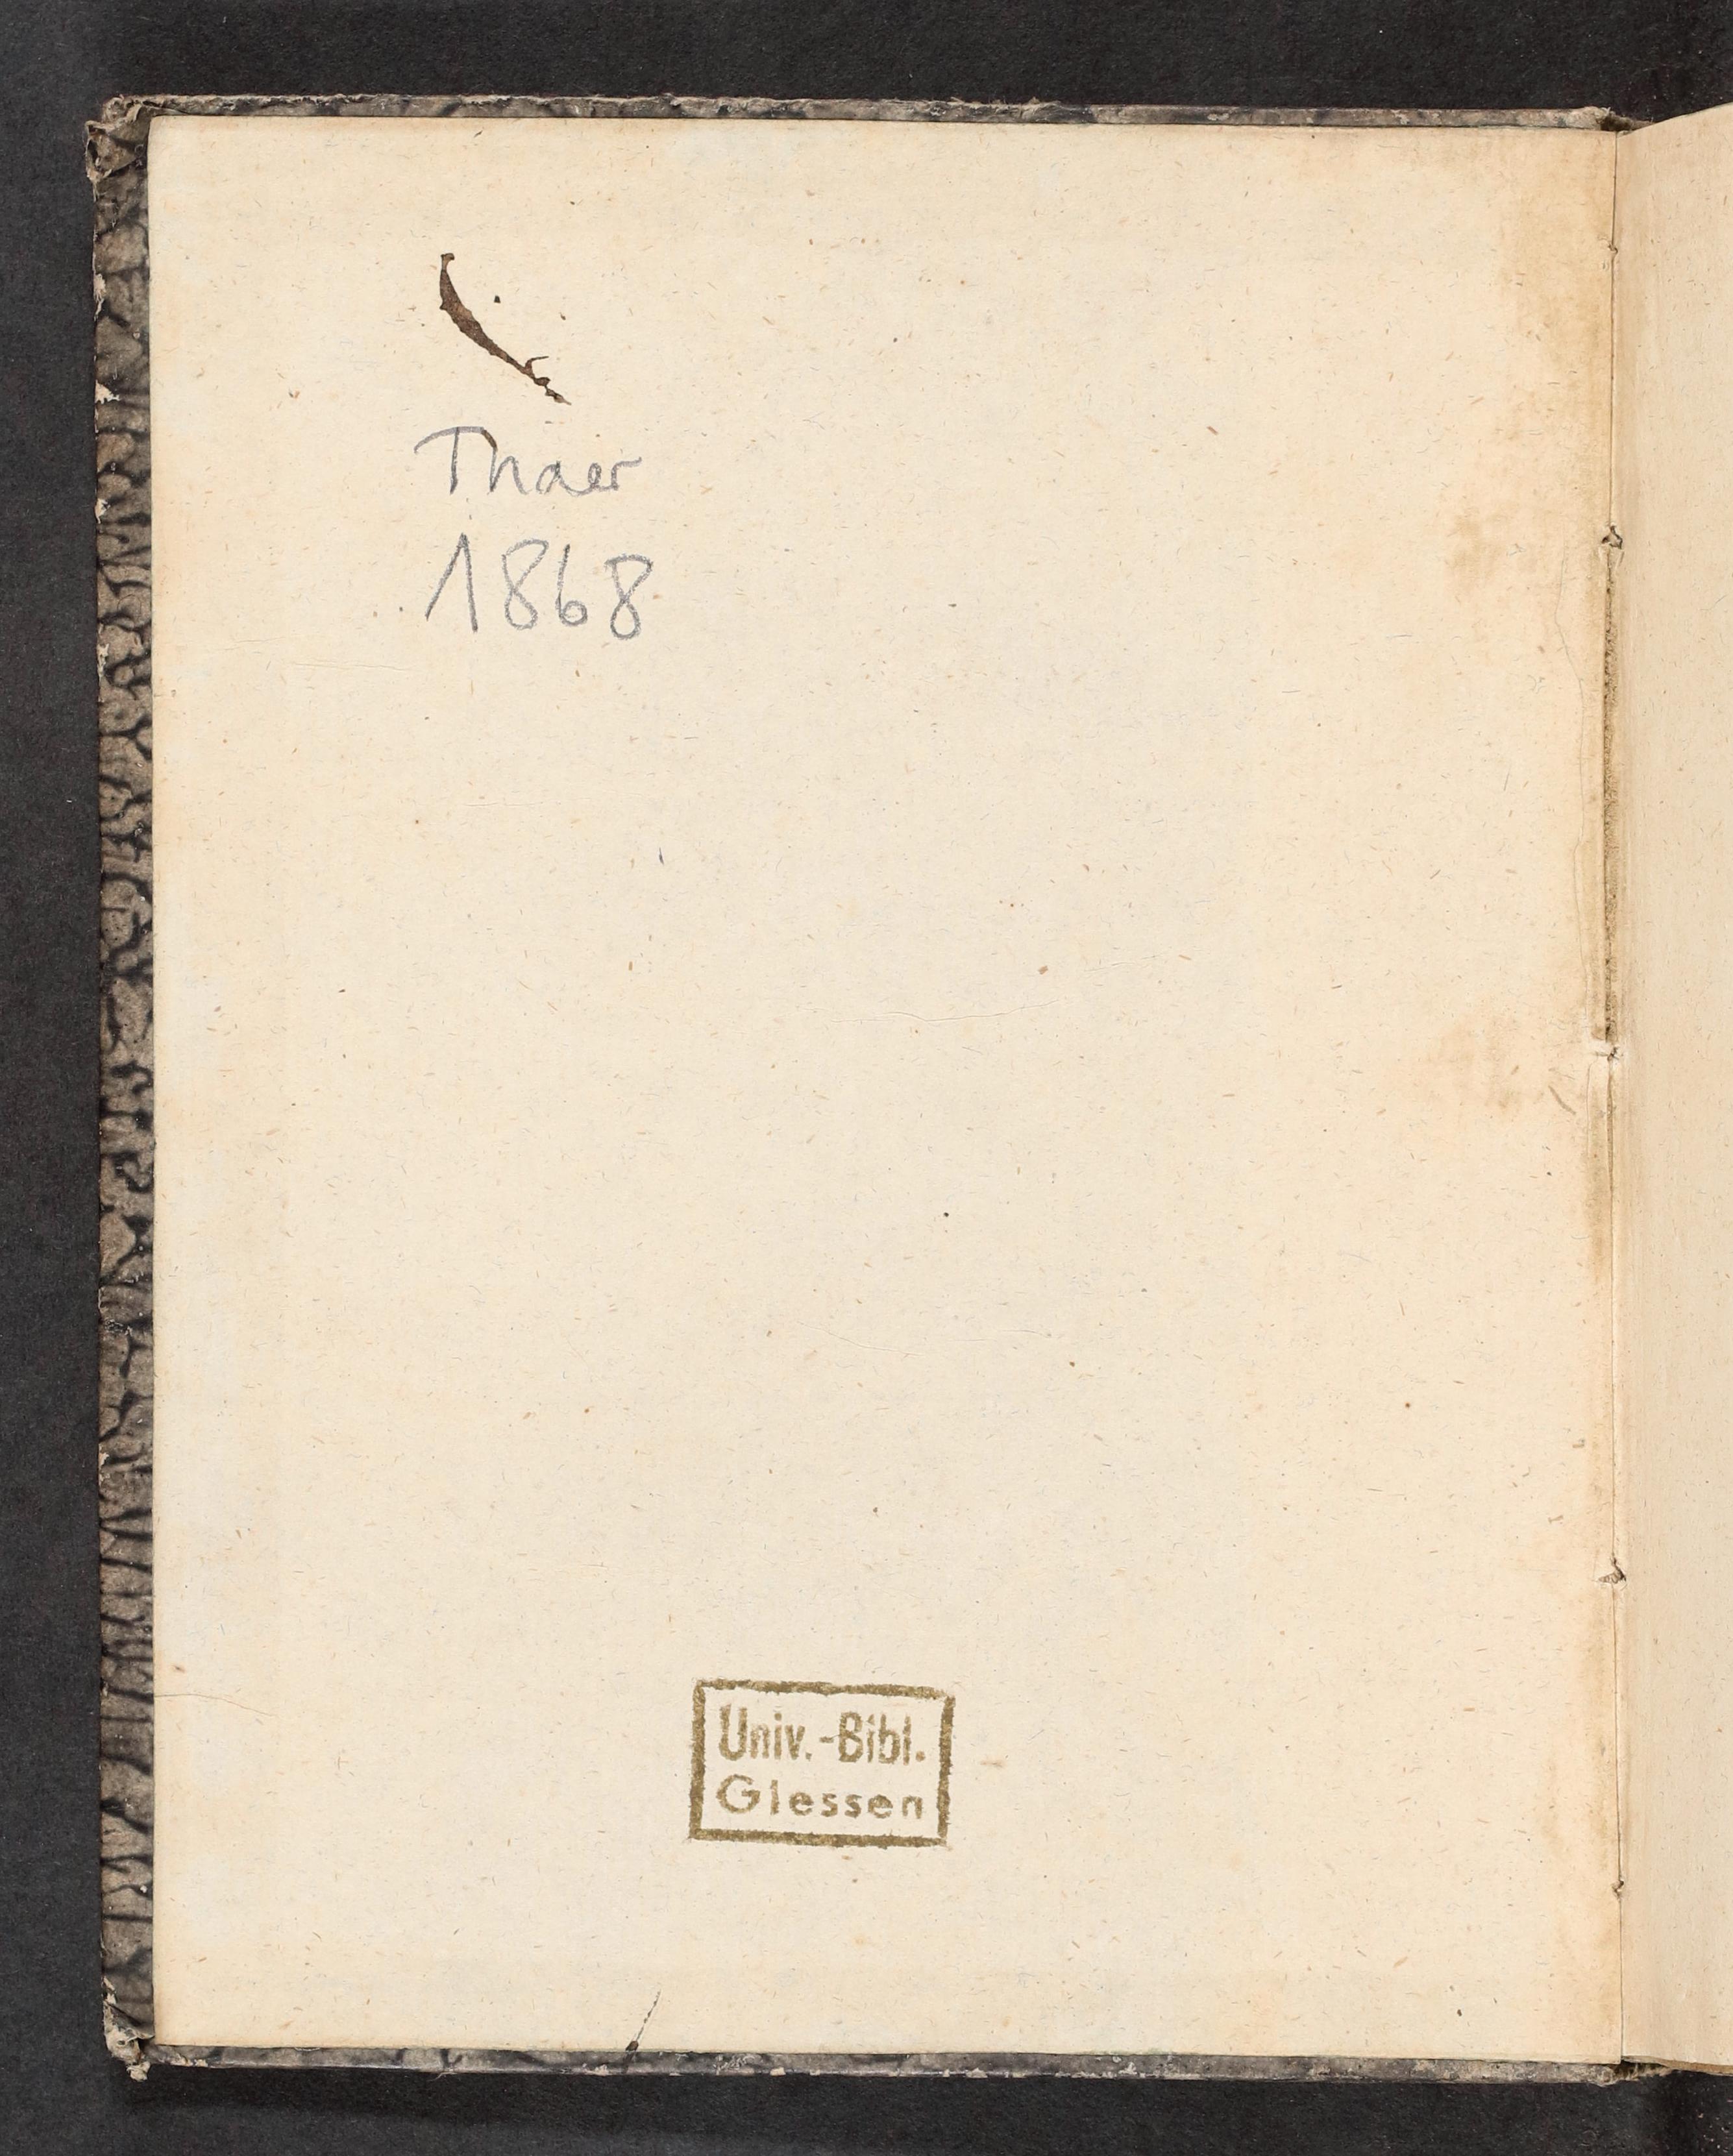 Thaer
1868
Univ.-Bibl.
Giessen